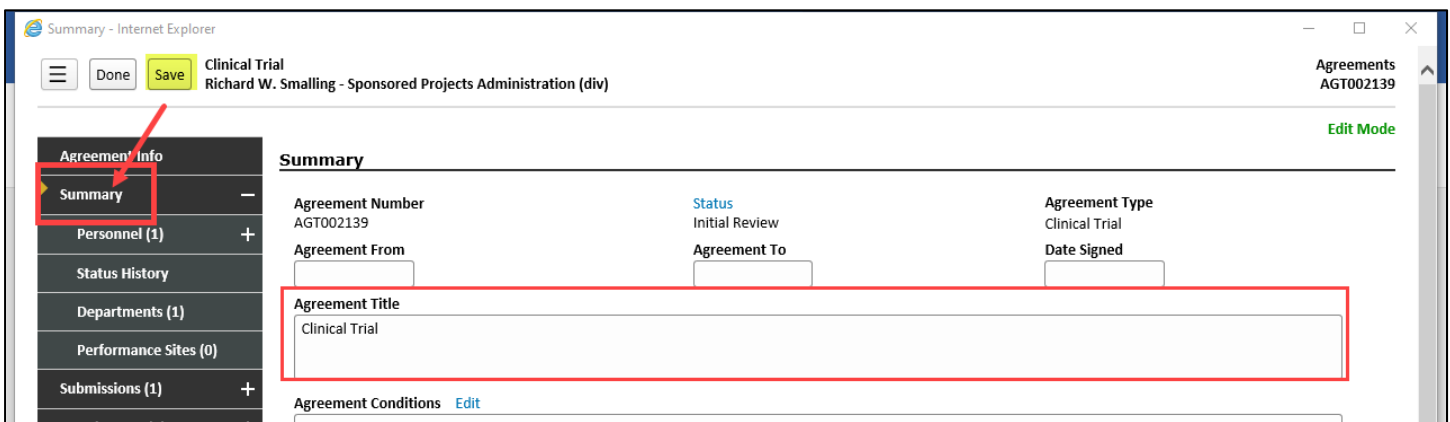 Summary - Internet Explorer
Done Save Clinical Trial Agreements
Richard W. Smalling - Sponsored Projects Administration (div) AGT002139
Edit Mode
Agreement Info
Summary
Summary
Agreement Number Status Agreement Type
AGT002139 Initial Review Clinical Trial
Personnel (1)
Agreement From Agreement To Date Signed
Status History
Agreement Title
Departments (1)
Clinical Trial
Performance Sites (0)
Submissions (1)
Agreement Conditions Edit